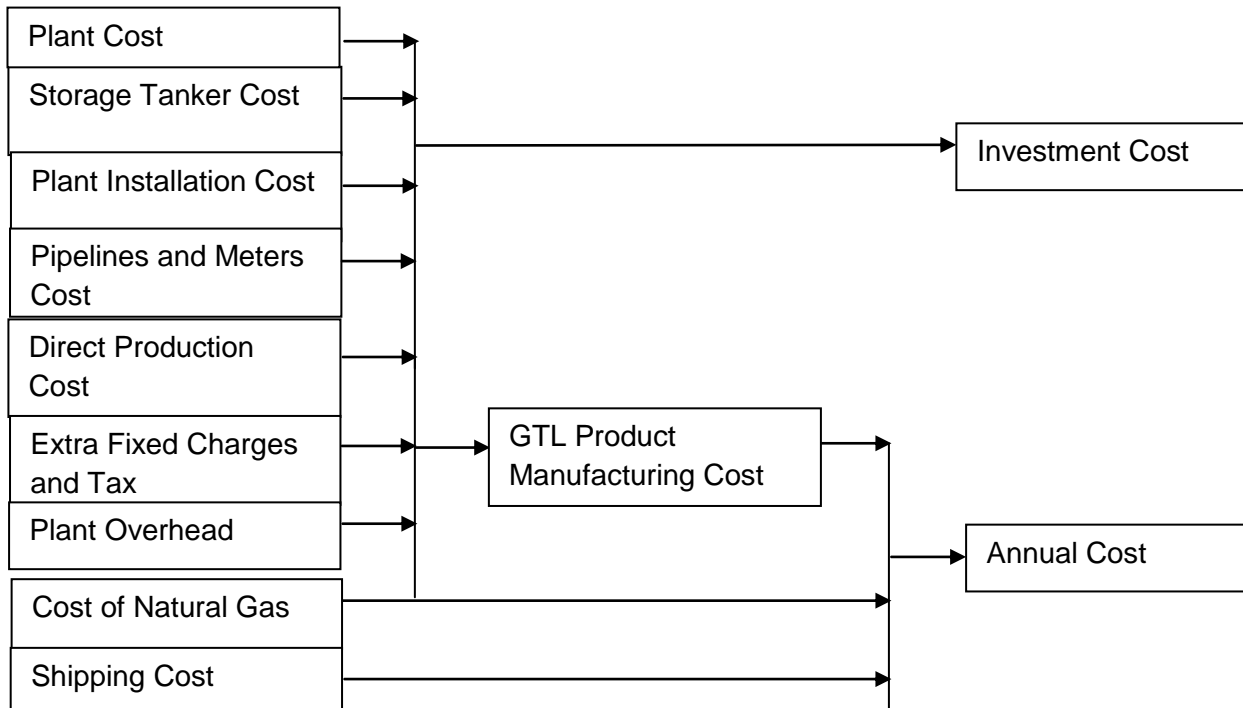 Plant Cost
Storage Tanker Cost
Plant Installation Cost
Pipelines and Meters
Cost
Direct Production
Cost
Extra Fixed Charges
and Tax
Plant Overhead
Cost of Natural Gas
Shipping Cost
GTL Product
Manufacturing Cost
Investment Cost
Annual Cost